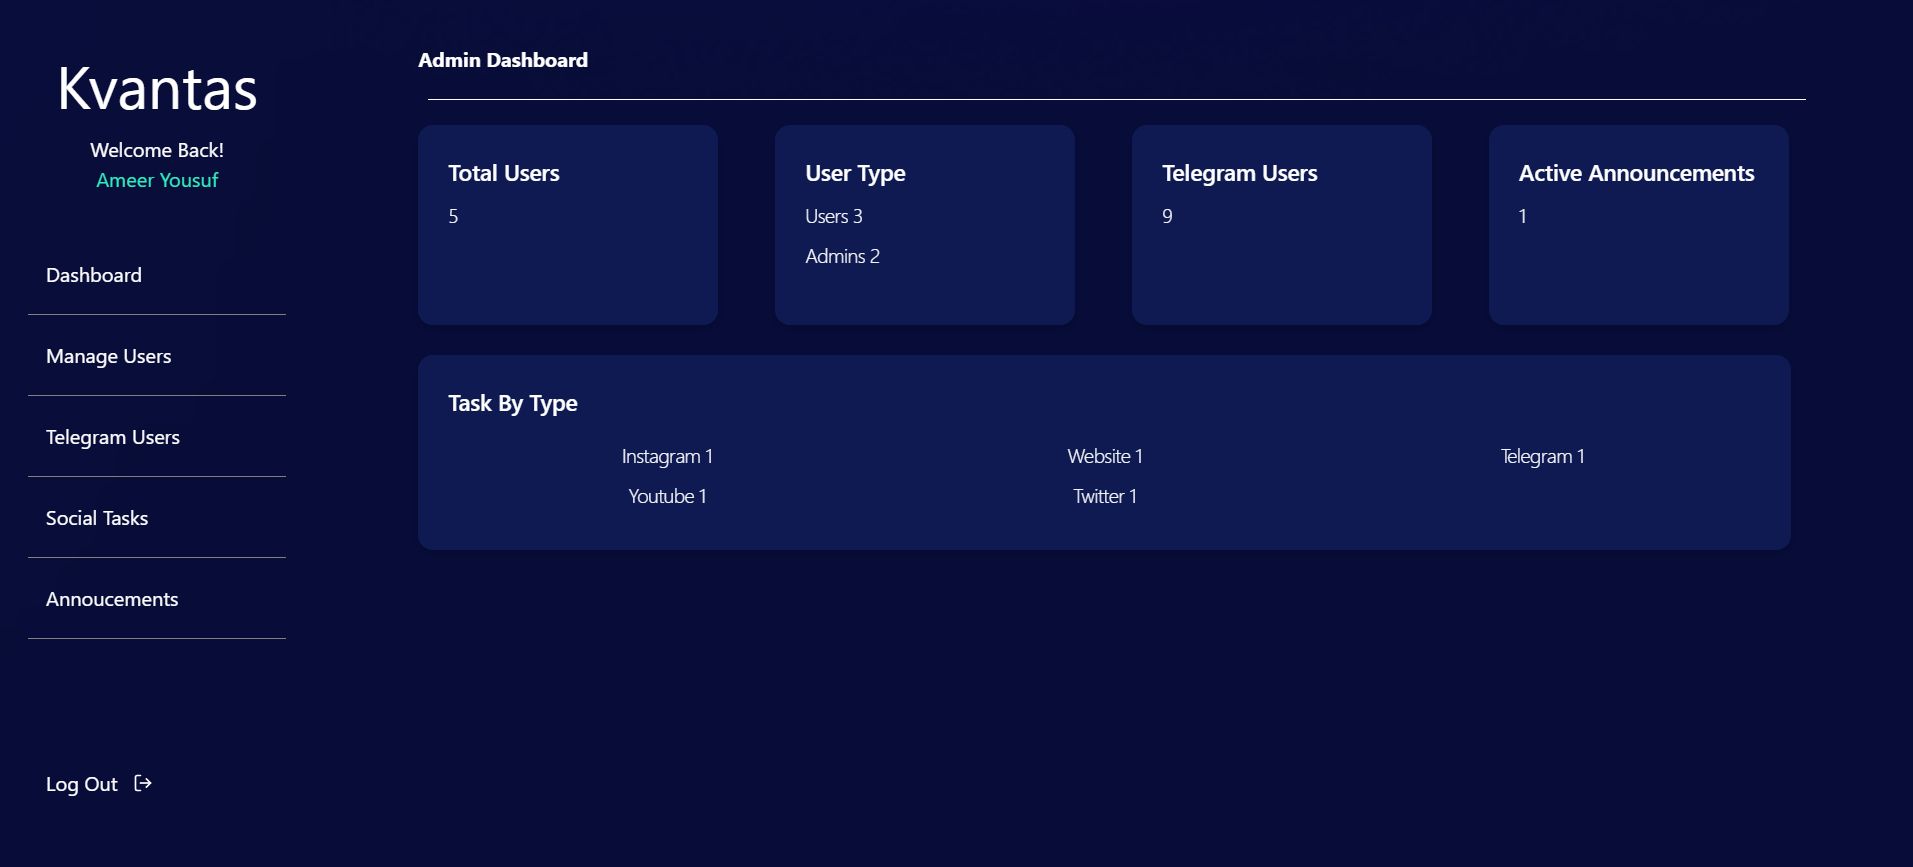 Kvantas
Welcome Back!
Ameer Yousuf
Dashboard
Manage Users
Telegram Users
Social Tasks
Annoucements
Log Out
Admin Dashboard
Total Users
5
User Type
Users 3
Admins 2
Telegram Users
9
Active Announcements
1
Task By Type
Instagram 1
Website 1
Telegram 1
Youtube 1
Twitter 1